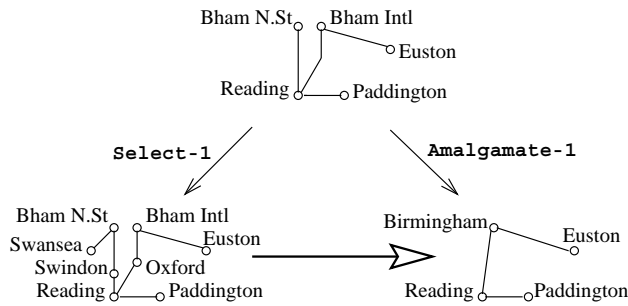 Bham N.St Bham Intl
Euston
Reading Paddington
Select-1 Amalgamate-1
Bham N.St Bham Intl Birmingham
Swansea Euston Euston
Swindon Oxford
Reading Paddington Reading Paddington